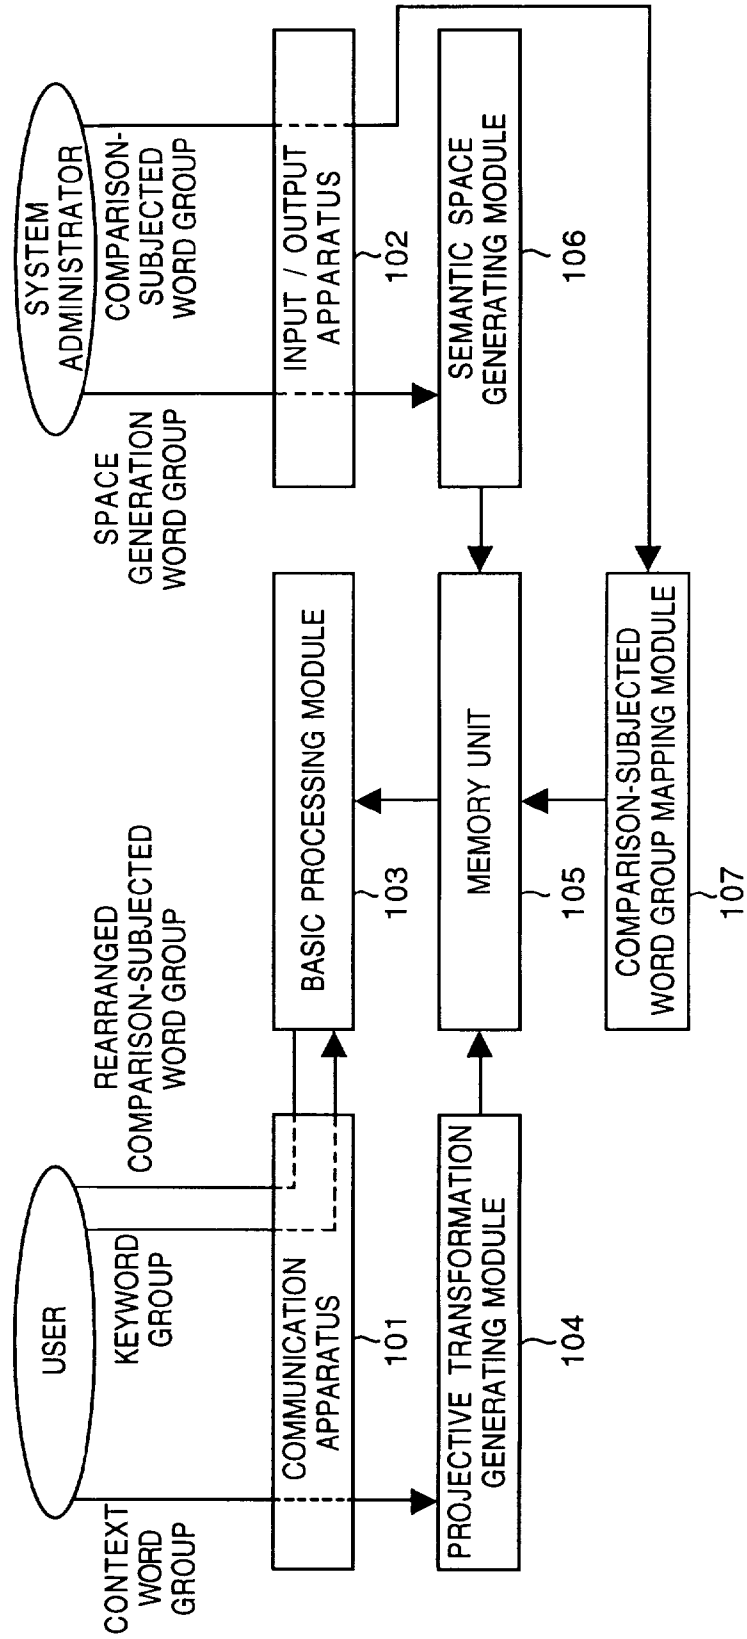 USER
SYSTEM
ADMINISTRATOR
CONTEXT
WORD
GROUP
KEYWORD
GROUP
REARRANGED
COMPARISON-SUBJECTED
WORD GROUP
SPACE
GENERATION
WORD GROUP
COMPARISON-
SUBJECTED
WORD GROUP
COMMUNICATION
APPARATUS
101
BASIC PROCESSING MODULE
103
INPUT / OUTPUT
APPARATUS
102
PROJECTIVE TRANSFORMATION
GENERATING MODULE
104
MEMORY UNIT
105
SEMANTIC SPACE
GENERATING MODULE
106
COMPARISON-SUBJECTED
WORD GROUP MAPPING MODULE
107